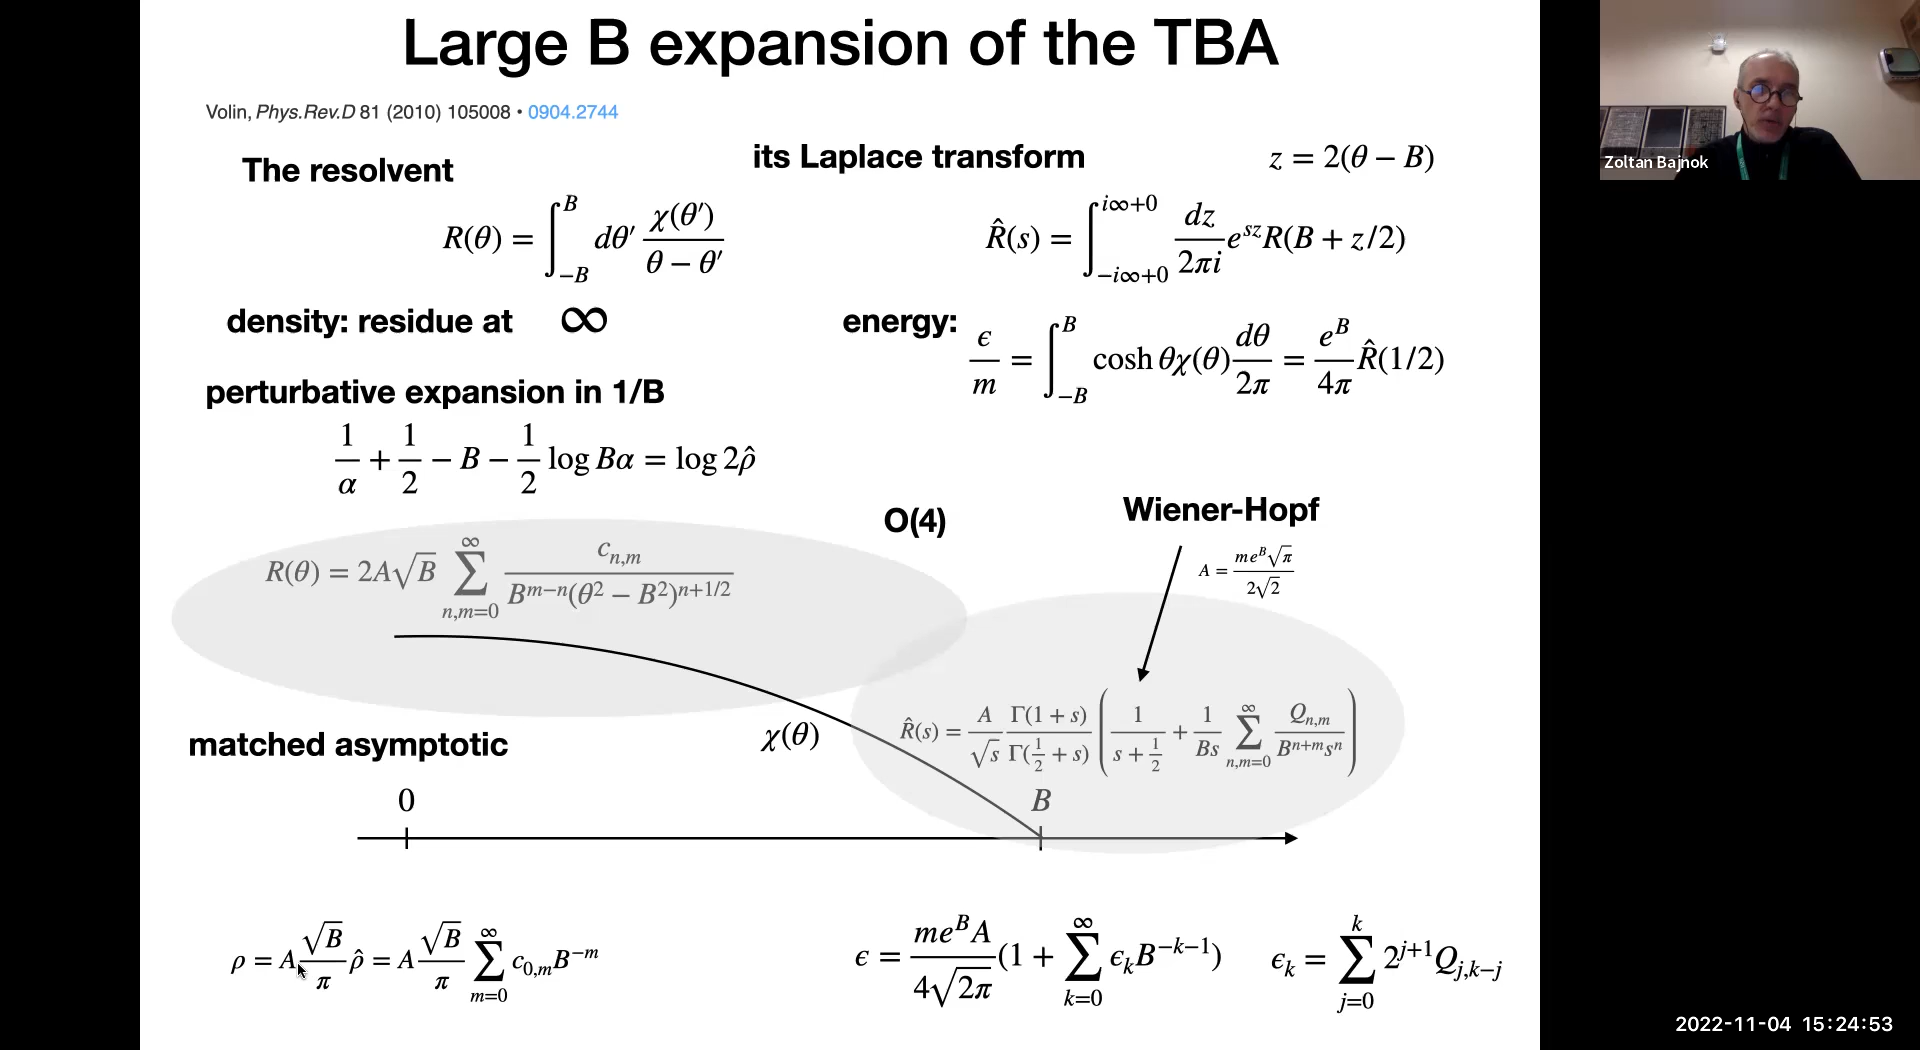 Large B expansion of the TBA
Volin, Phys.Rev.D 81 (2010) 105008 • 0904.2744
The resolvent
its Laplace transform
z = 2(θ − B)
R(θ) = ∫_{−B}^{B} dθ′ χ(θ′)/(θ − θ′)
R̂(s) = ∫_{−i∞+0}^{i∞+0} dz/(2πi) e^{sz} R(B + z/2)
density: residue at ∞
energy:
ϵ/m = ∫_{−B}^{B} cosh θχ(θ) dθ/(2π) = e^B/(4π) R̂(1/2)
perturbative expansion in 1/B
1/α + 1/2 − B − 1/2 log Bα = log 2ρ̂
O(4)
Wiener-Hopf
A = me^B√π/(2√2)
R(θ) = 2A√B ∑_{n,m=0}^{∞} c_{n,m}/(B^{m−n}(θ² − B²)^{n+1/2})
R̂(s) = A/√s Γ(1 + s)/Γ(1/2 + s) (1/(s + 1/2) + 1/(Bs) ∑_{n,m=0}^{∞} Q_{n,m}/(B^{n+m}s^n))
matched asymptotic
χ(θ)
0
B
ρ = A √B/π ρ̂ = A √B/π ∑_{m=0}^{∞} c_{0,m}B^{−m}
ϵ = me^B A/(4√2π) (1 + ∑_{k=0}^{∞} ϵ_k B^{−k−1})
ϵ_k = ∑_{j=0}^{k} 2^{j+1}Q_{j,k−j}
Zoltan Bajnok
2022-11-04 15:24:53